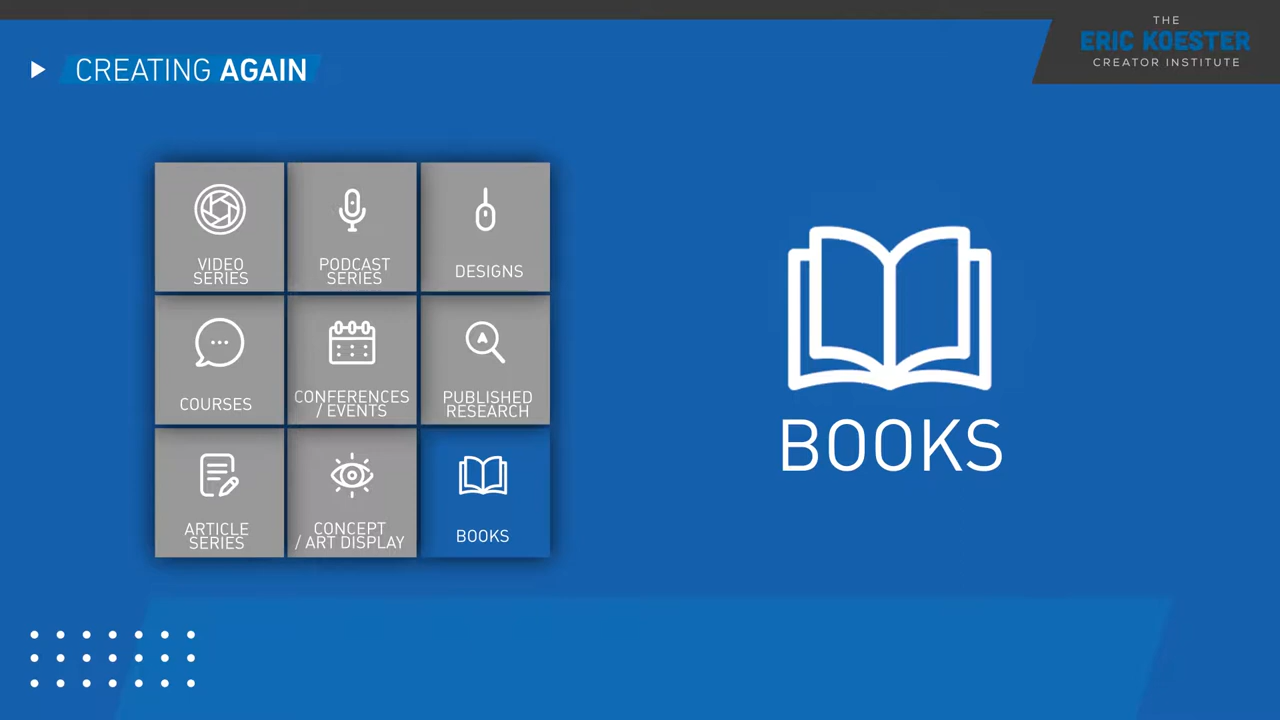 THE
ERIC KOESTER
CREATOR INSTITUTE
CREATING AGAIN
VIDEO
SERIES
PODCAST
SERIES
DESIGNS
COURSES
CONFERENCES
/ EVENTS
PUBLISHED
RESEARCH
ARTICLE
SERIES
CONCEPT
/ ART DISPLAY
BOOKS
BOOKS